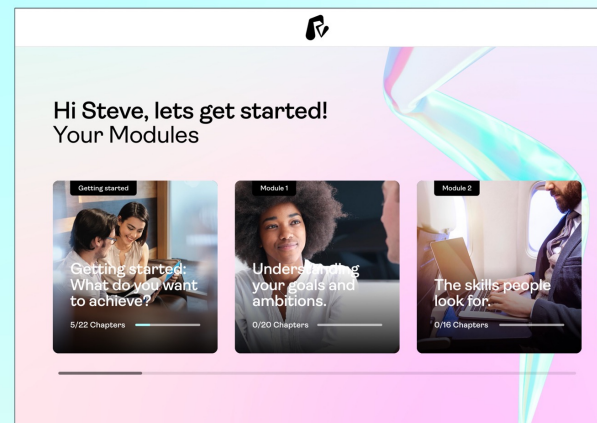 Hi Steve, lets get started!
Your Modules
Getting started
Getting started:
What do you want
to achieve?
5/22 Chapters
Module 1
Understanding
your goals and
ambitions.
0/20 Chapters
Module 2
The skills people
look for.
0/16 Chapters